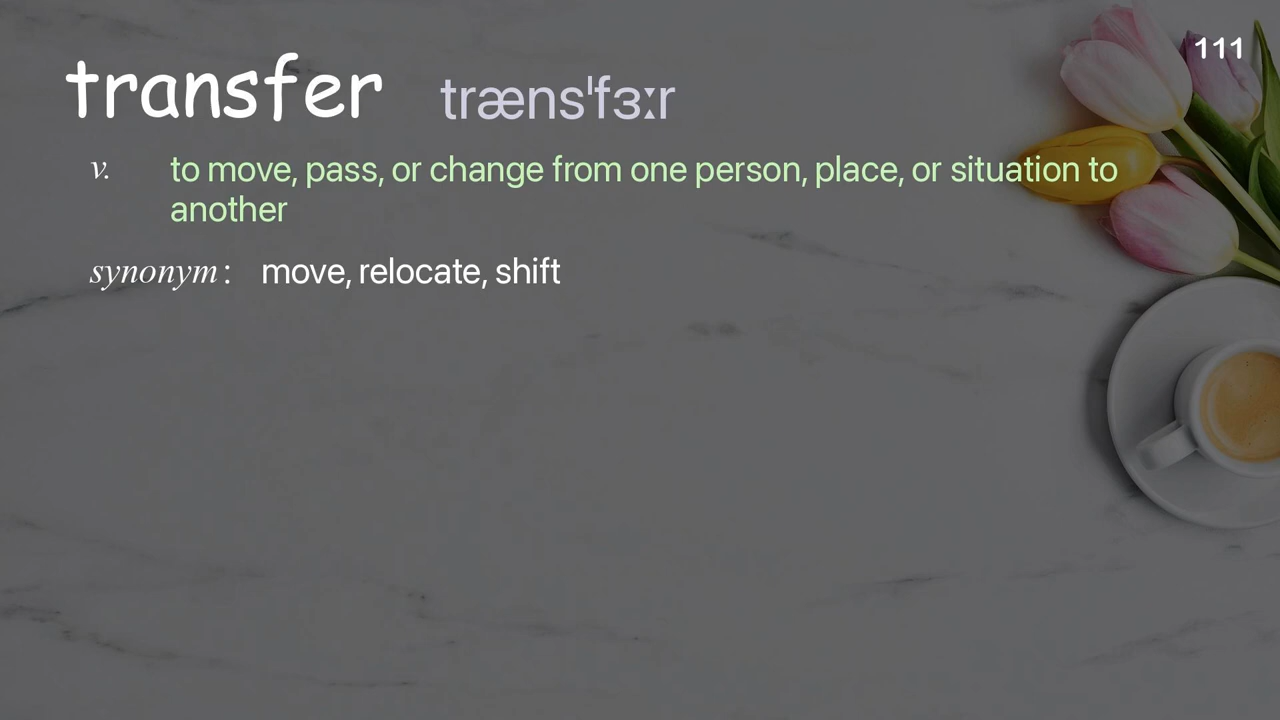 111
transfer trænsˈfɜːr
v. to move, pass, or change from one person, place, or situation to
another
synonym: move, relocate, shift